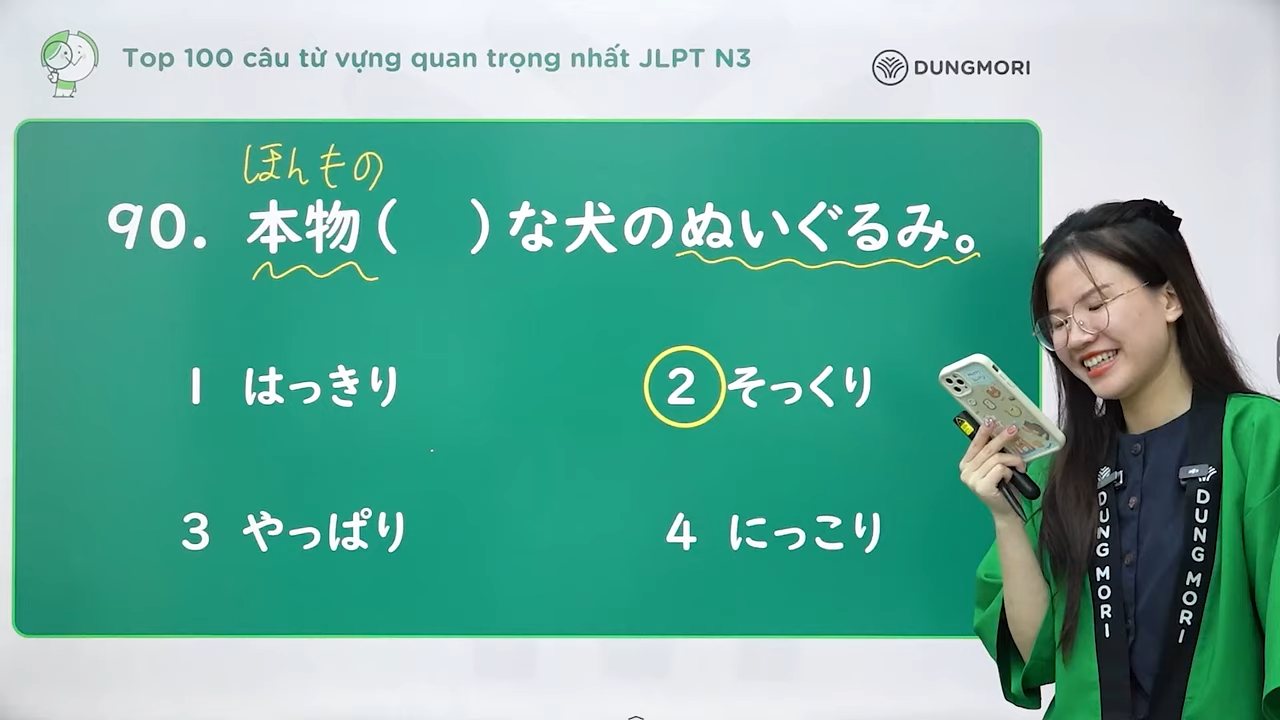 Top 100 câu từ vựng quan trọng nhất JLPT N3
DUNGMORI
ほんもの
90. 本物(　)な犬のぬいぐるみ。
1 はっきり
2 そっくり
3 やっぱり
4 にっこり
DUNG MORI
DUNG MORI